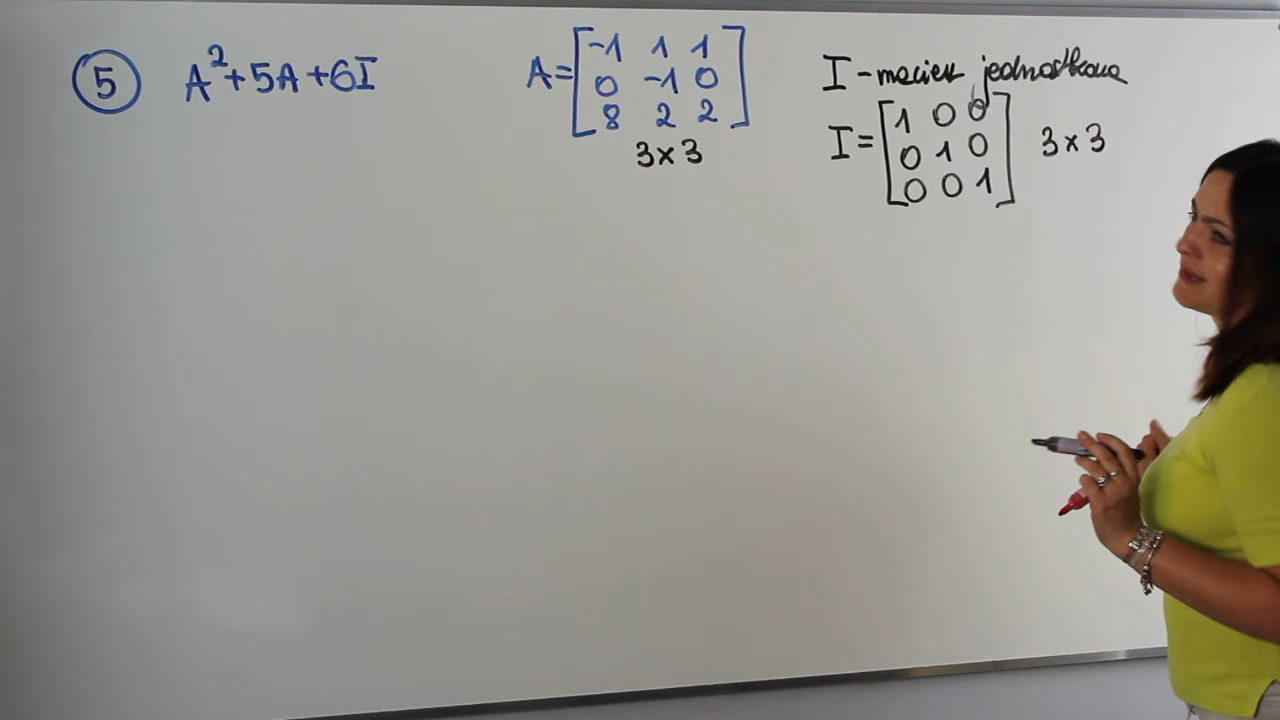 5 A²+5A+6I
A=[-1 1 1
0 -1 0
8 2 2]
3×3
I-macierz jednostkowa
I=[1 0 0
0 1 0
0 0 1] 3×3